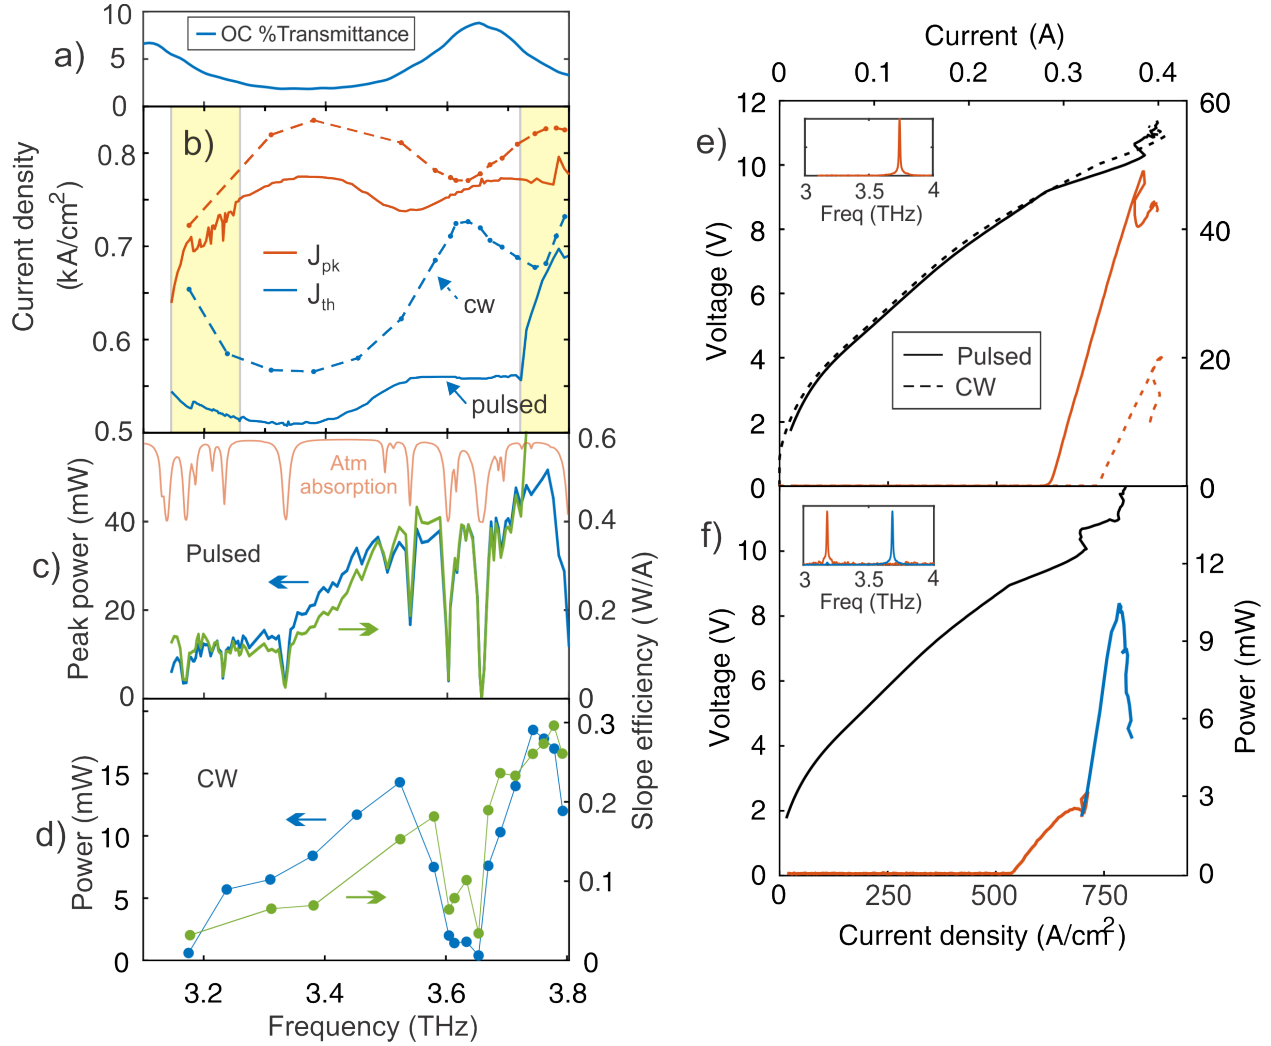 10
5
0
a)
OC %Transmittance
b)
0.8
0.7
0.6
0.5
Current density
(kA/cm²)
Jpk
Jth
cw
pulsed
Atm
absorption
0.6
0.4
0.2
0
40
20
0
c)
Pulsed
Peak power (mW)
Slope efficiency (W/A)
d)
CW
15
10
5
0
0.3
0.2
0.1
0
Power (mW)
3.2
3.4
3.6
3.8
Frequency (THz)
Current (A)
0
0.1
0.2
0.3
0.4
e)
12
10
8
6
4
2
0
60
40
20
0
Voltage (V)
3
3.5
4
Freq (THz)
Pulsed
CW
f)
10
8
6
4
2
0
12
9
6
3
0
Voltage (V)
Power (mW)
3
3.5
4
Freq (THz)
250
500
750
Current density (A/cm²)